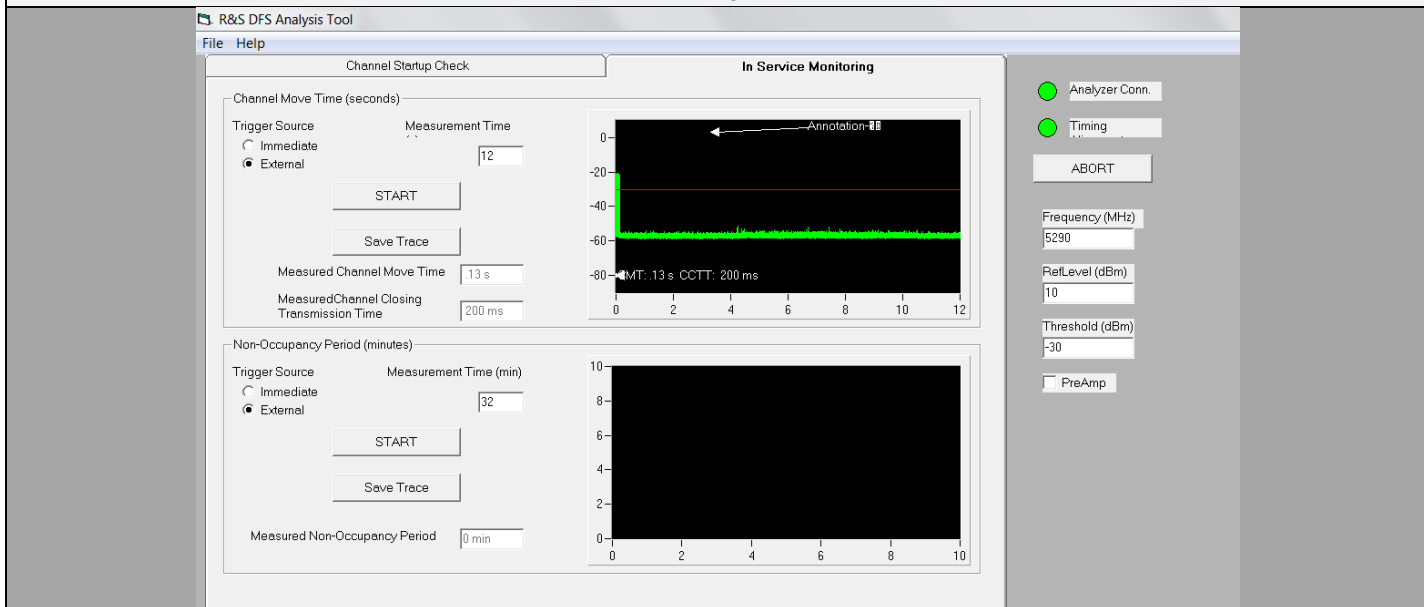 R&S DFS Analysis Tool
File Help
Channel Startup Check
In Service Monitoring
Channel Move Time (seconds)
Trigger Source
Measurement Time
Immediate
External
12
START
Save Trace
Measured Channel Move Time
.13 s
MeasuredChannel Closing
Transmission Time
200 ms
Annotation-
0
-20
-40
-60
-80
MT: .13 s CCTT: 200 ms
0 2 4 6 8 10 12
Non-Occupancy Period (minutes)
Trigger Source
Measurement Time (min)
Immediate
External
32
START
Save Trace
Measured Non-Occupancy Period
0 min
10
8
6
4
2
0
0 2 4 6 8 10
Analyzer Conn.
Timing
ABORT
Frequency (MHz)
5290
RefLevel (dBm)
10
Threshold (dBm)
-30
PreAmp